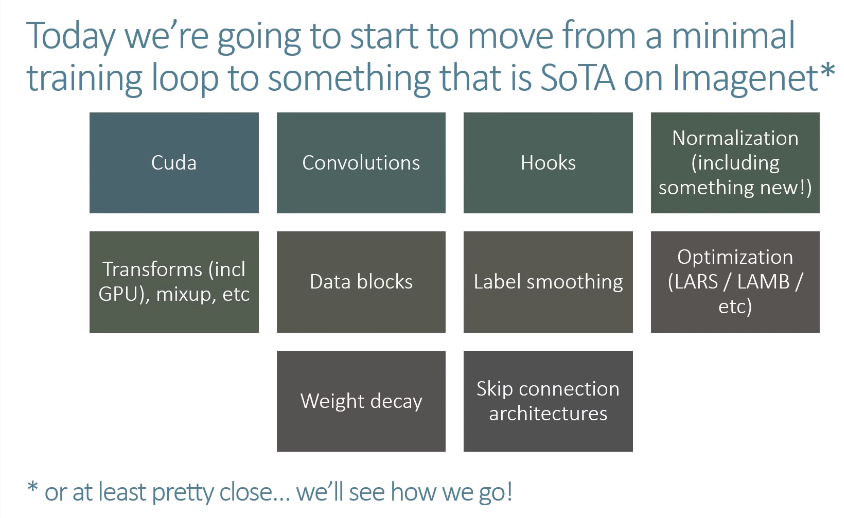 Today we’re going to start to move from a minimal
training loop to something that is SoTA on Imagenet*
Cuda
Convolutions
Hooks
Normalization
(including
something new!)
Transforms (incl
GPU), mixup, etc
Data blocks
Label smoothing
Optimization
(LARS / LAMB /
etc)
Weight decay
Skip connection
architectures
* or at least pretty close... we’ll see how we go!